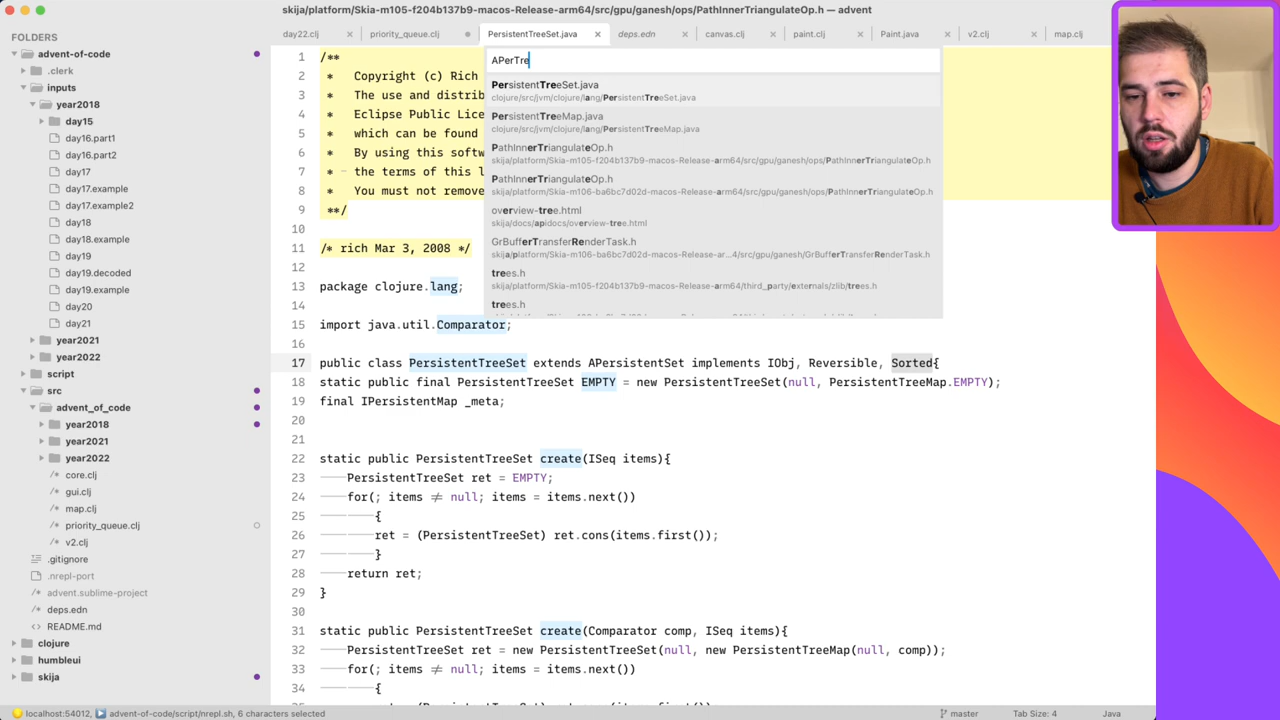 skija/platform/Skia-m105-f204b137b9-macos-Release-arm64/src/gpu/ganesh/ops/PathInnerTriangulateOp.h — advent
FOLDERS
advent-of-code
.clerk
inputs
year2018
day15
day16.part1
day16.part2
day17
day17.example
day17.example2
day18
day18.example
day19
day19.decoded
day19.example
day20
day21
year2021
year2022
script
src
advent_of_code
year2018
year2021
year2022
core.clj
gui.clj
map.clj
priority_queue.clj
v2.clj
.gitignore
.nrepl-port
advent.sublime-project
deps.edn
README.md
clojure
humbleui
skija
day22.clj
priority_queue.clj
PersistentTreeSet.java
deps.edn
canvas.clj
paint.clj
Paint.java
v2.clj
map.clj
APerTre
PersistentTreeSet.java
clojure/src/jvm/clojure/lang/PersistentTreeSet.java
PersistentTreeMap.java
clojure/src/jvm/clojure/lang/PersistentTreeMap.java
PathInnerTriangulateOp.h
skija/platform/Skia-m105-f204b137b9-macos-Release-arm64/src/gpu/ganesh/ops/PathInnerTriangulateOp.h
PathInnerTriangulateOp.h
skija/platform/Skia-m106-ba6bc7d02d-macos-Release-arm64/src/gpu/ganesh/ops/PathInnerTriangulateOp.h
overview-tree.html
skija/docs/apidocs/overview-tree.html
GrBufferTransferRenderTask.h
skija/platform/Skia-m106-ba6bc7d02d-macos-Release-ar...4/src/gpu/ganesh/GrBufferTransferRenderTask.h
trees.h
skija/platform/Skia-m105-f204b137b9-macos-Release-arm64/third_party/externals/zlib/trees.h
trees.h
1 /**
2 * Copyright (c) Rich
3 * The use and distrib
4 * Eclipse Public Lice
5 * which can be found
6 * By using this softw
7 * the terms of this l
8 * You must not remove
9 **/
10
11 /* rich Mar 3, 2008 */
12
13 package clojure.lang;
14
15 import java.util.Comparator;
16
17 public class PersistentTreeSet extends APersistentSet implements IObj, Reversible, Sorted{
18 static public final PersistentTreeSet EMPTY = new PersistentTreeSet(null, PersistentTreeMap.EMPTY);
19 final IPersistentMap _meta;
20
21
22 static public PersistentTreeSet create(ISeq items){
23 PersistentTreeSet ret = EMPTY;
24 for(; items ≠ null; items = items.next())
25 {
26 ret = (PersistentTreeSet) ret.cons(items.first());
27 }
28 return ret;
29 }
30
31 static public PersistentTreeSet create(Comparator comp, ISeq items){
32 PersistentTreeSet ret = new PersistentTreeSet(null, new PersistentTreeMap(null, comp));
33 for(; items ≠ null; items = items.next())
34 {
localhost:54012, advent-of-code/script/nrepl.sh, 6 characters selected
master
Tab Size: 4
Java